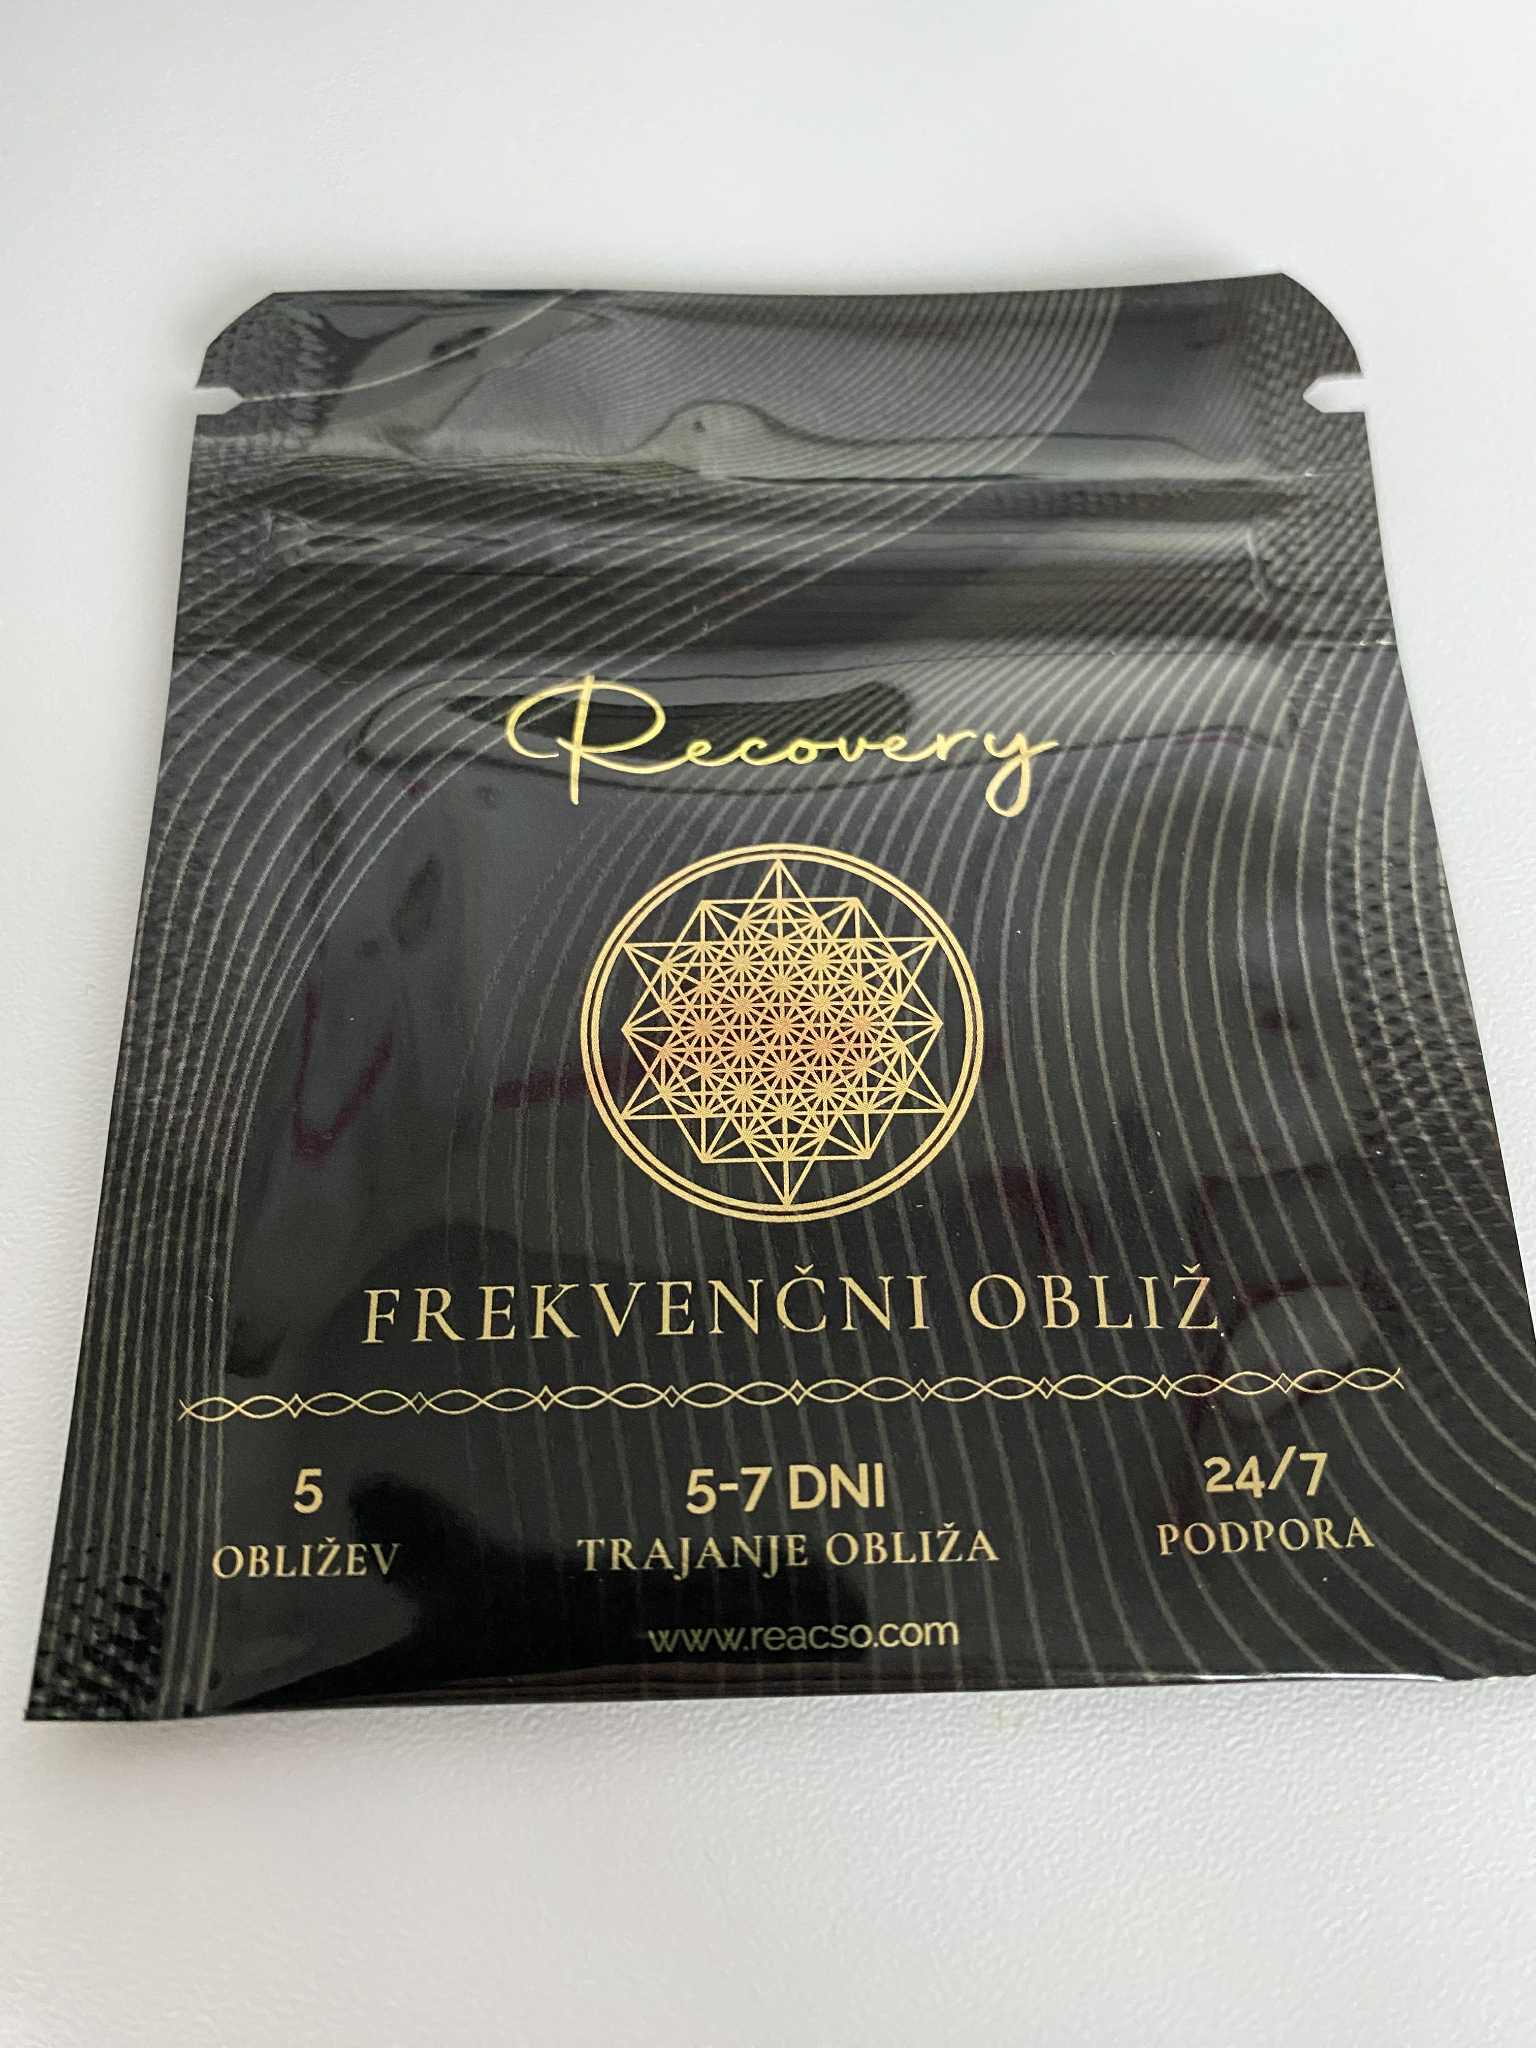 Recovery
FREKVENČNI OBLIŽ
5
OBLIŽEV
5-7 DNI
TRAJANJE OBLIŽA
24/7
PODPORA
www.reacso.com